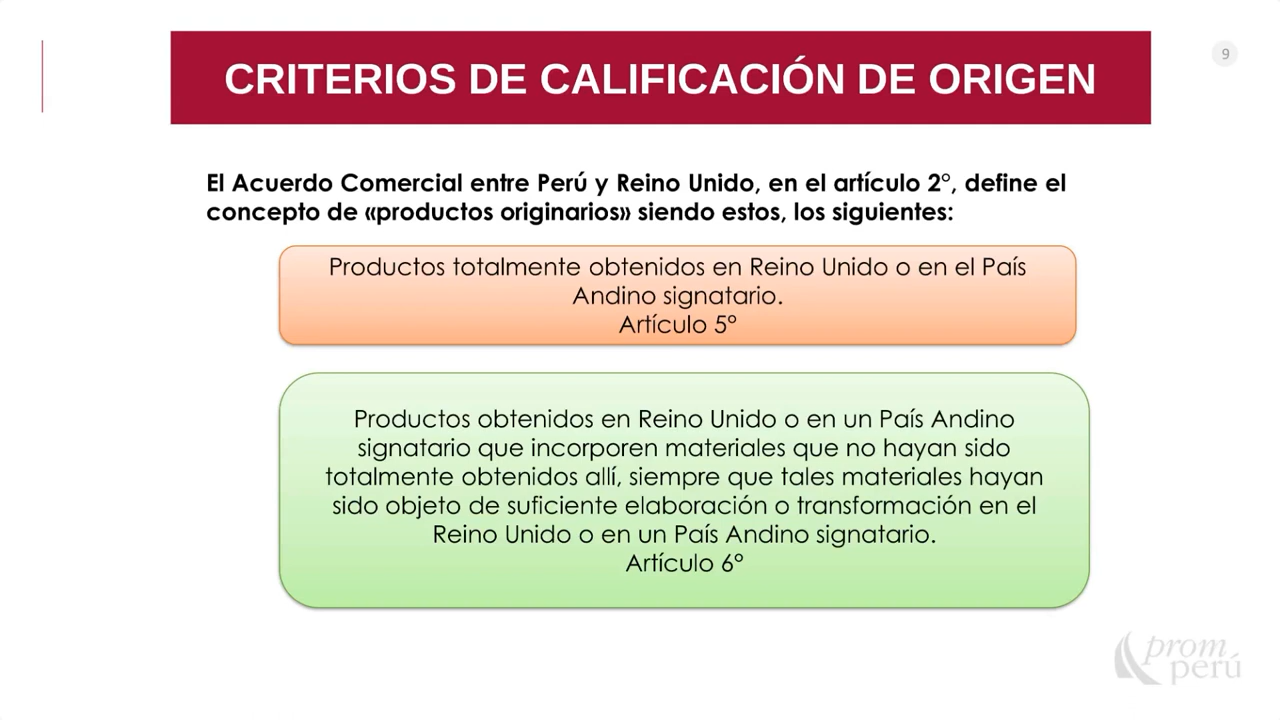 9
CRITERIOS DE CALIFICACIÓN DE ORIGEN
El Acuerdo Comercial entre Perú y Reino Unido, en el artículo 2°, define el
concepto de «productos originarios» siendo estos, los siguientes:
Productos totalmente obtenidos en Reino Unido o en el País
Andino signatario.
Artículo 5°
Productos obtenidos en Reino Unido o en un País Andino
signatario que incorporen materiales que no hayan sido
totalmente obtenidos allí, siempre que tales materiales hayan
sido objeto de suficiente elaboración o transformación en el
Reino Unido o en un País Andino signatario.
Artículo 6°
prom
perú